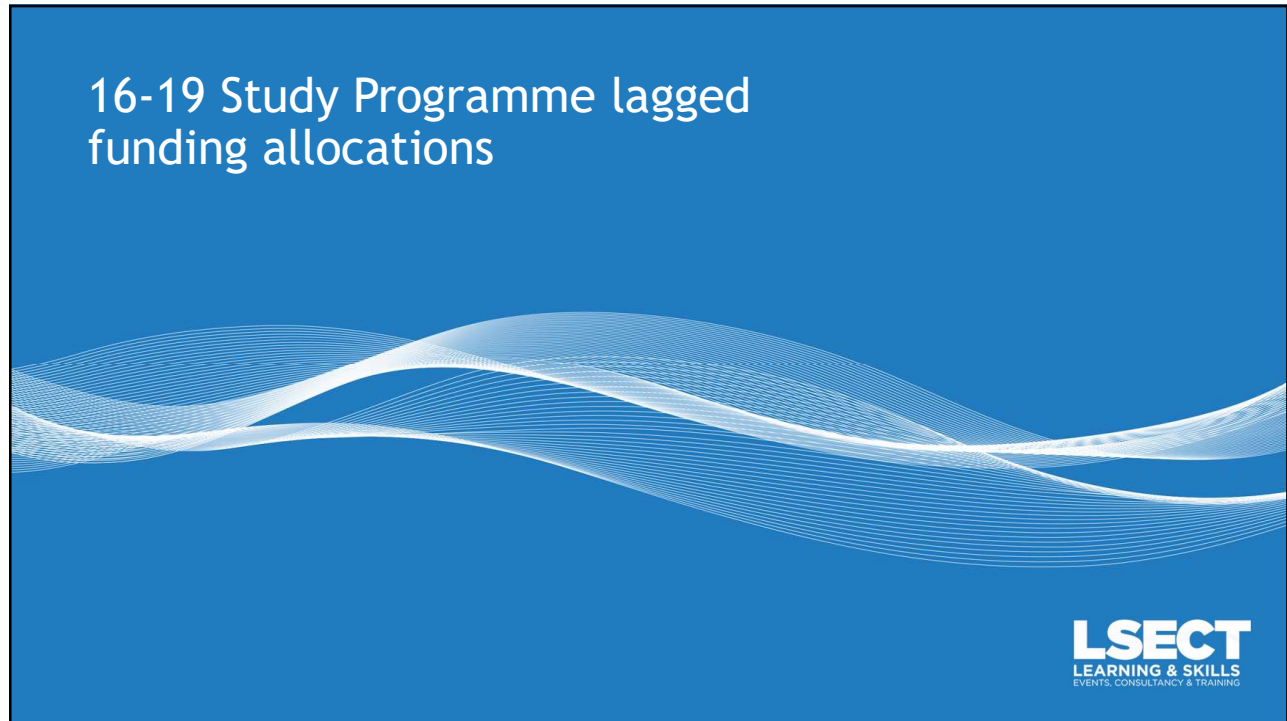 16-19 Study Programme lagged
funding allocations
LSECT
LEARNING & SKILLS
EVENTS, CONSULTANCY & TRAINING